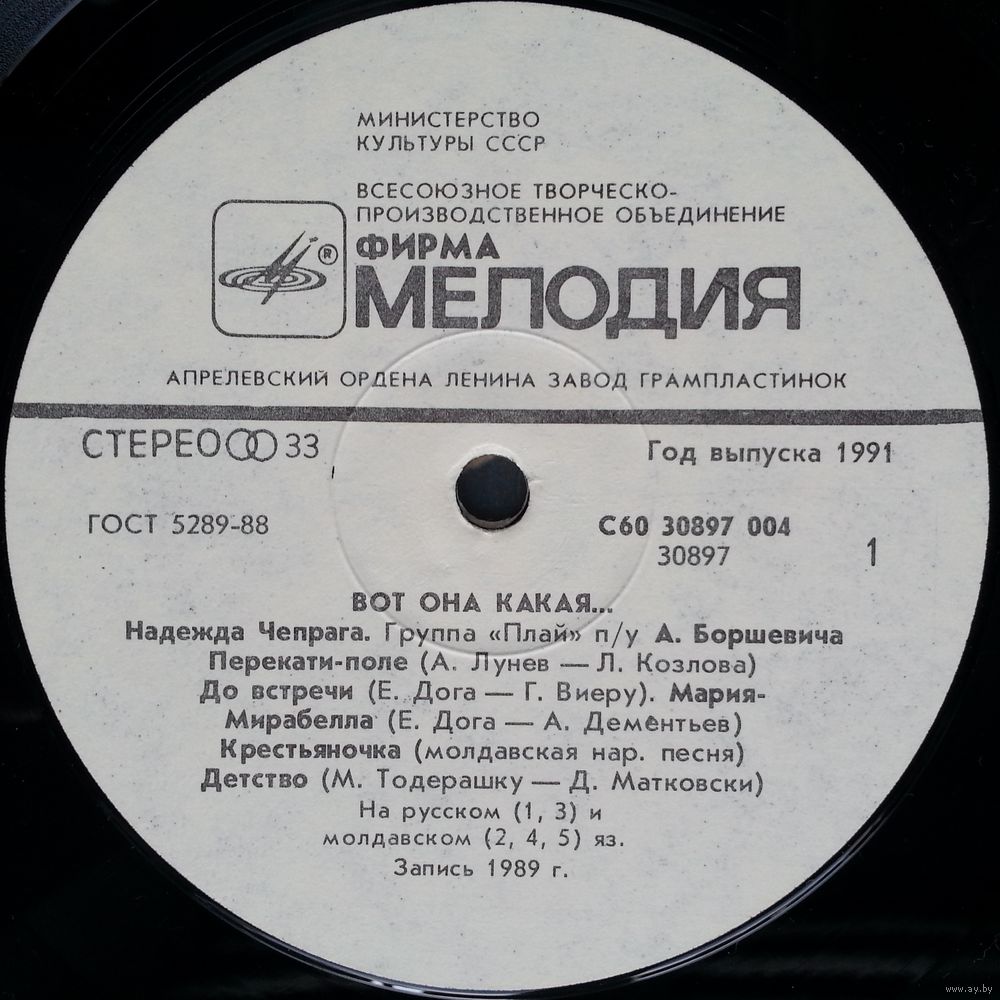 МИНИСТЕРСТВО
КУЛЬТУРЫ СССР
ВСЕСОЮЗНОЕ ТВОРЧЕСКО-
ПРОИЗВОДСТВЕННОЕ ОБЪЕДИНЕНИЕ
ФИРМА
®
МЕЛОДИЯ
АПРЕЛЕВСКИЙ ОРДЕНА ЛЕНИНА ЗАВОД ГРАМПЛАСТИНОК
СТЕРЕО 33
Год выпуска 1991
ГОСТ 5289-88
С60 30897 004
30897
1
ВОТ ОНА КАКАЯ...
Надежда Чепрага. Группа «Плай» п/у А. Боршевича
Перекати-поле (А. Лунев — Л. Козлова)
До встречи (Е. Дога — Г. Виеру). Мария-
Мирабелла (Е. Дога — А. Дементьев)
Крестьяночка (молдавская нар. песня)
Детство (М. Тодерашку — Д. Матковски)
На русском (1, 3) и
молдавском (2, 4, 5) яз.
Запись 1989 г.
www.ay.by